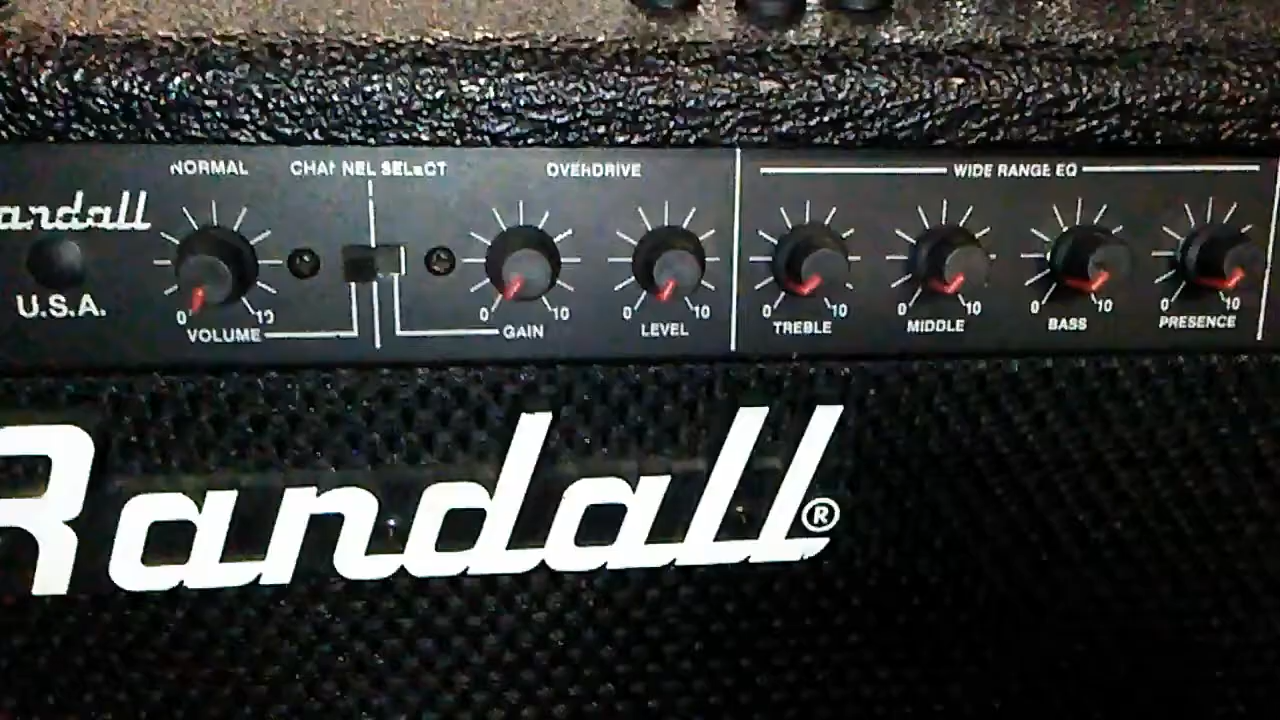 NORMAL CHANNEL SELECT OVERDRIVE WIDE RANGE EQ
andall
U.S.A.
0 10 0 10 0 10 0 10 0 10 0 10 0 10
VOLUME GAIN LEVEL TREBLE MIDDLE BASS PRESENCE
Randall®